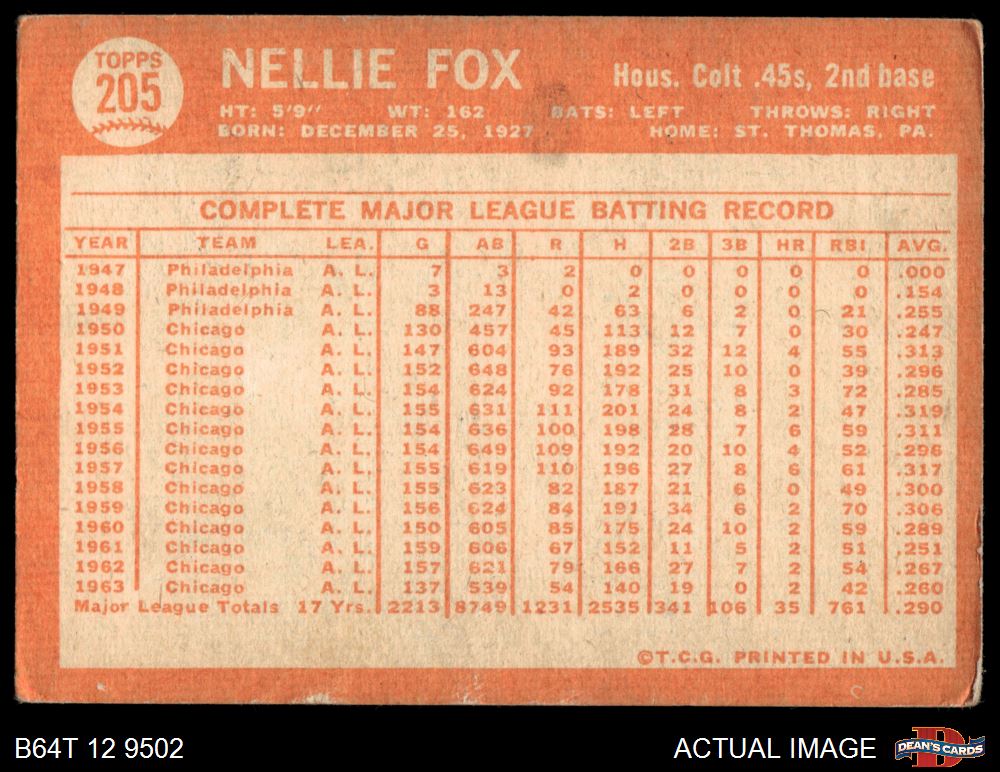 TOPPS
205
NELLIE FOX Hous. Colt .45s, 2nd base
HT: 5'9" WT: 162 BATS: LEFT THROWS: RIGHT
BORN: DECEMBER 25, 1927 HOME: ST. THOMAS, PA.
COMPLETE MAJOR LEAGUE BATTING RECORD
YEAR TEAM LEA. G AB R H 2B 3B HR RBI AVG.
1947 Philadelphia A. L. 7 3 2 0 0 0 0 0 .000
1948 Philadelphia A. L. 3 13 0 2 0 0 0 0 .154
1949 Philadelphia A. L. 88 247 42 63 6 2 0 21 .255
1950 Chicago A. L. 130 457 45 113 12 7 0 30 .247
1951 Chicago A. L. 147 604 93 189 32 12 4 55 .313
1952 Chicago A. L. 152 648 76 192 25 10 0 39 .296
1953 Chicago A. L. 154 624 92 178 31 8 3 72 .285
1954 Chicago A. L. 155 631 111 201 24 8 2 47 .319
1955 Chicago A. L. 154 636 100 198 28 7 6 59 .311
1956 Chicago A. L. 154 649 109 192 20 10 4 52 .296
1957 Chicago A. L. 155 619 110 196 27 8 6 61 .317
1958 Chicago A. L. 155 623 82 187 21 6 0 49 .300
1959 Chicago A. L. 156 624 84 191 34 6 2 70 .306
1960 Chicago A. L. 150 605 85 175 24 10 2 59 .289
1961 Chicago A. L. 159 606 67 152 11 5 2 51 .251
1962 Chicago A. L. 157 621 79 166 27 7 2 54 .267
1963 Chicago A. L. 137 539 54 140 19 0 2 42 .260
Major League Totals 17 Yrs. 2213 8749 1231 2535 341 106 35 761 .290
©T.C.G. PRINTED IN U.S.A.
B64T 12 9502 ACTUAL IMAGE
D
DEAN'S CARDS